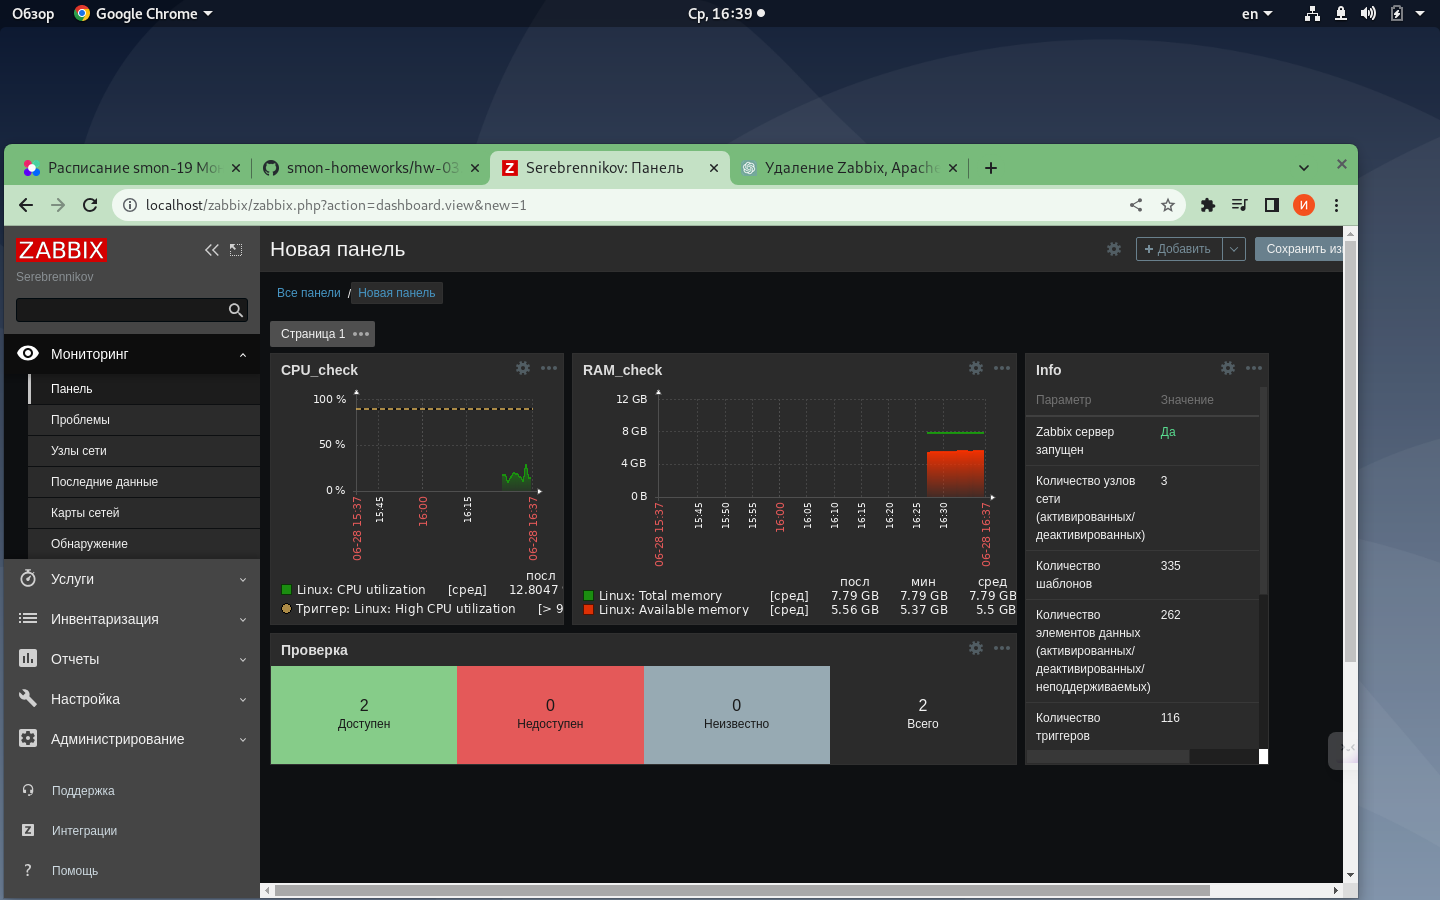 Обзор
Google Chrome
Ср, 16:39
en
Расписание smon-19 Мо
smon-homeworks/hw-03
Serebrennikov: Панель
Удаление Zabbix, Apache
localhost/zabbix/zabbix.php?action=dashboard.view&new=1
И
ZABBIX
Serebrennikov
Мониторинг
Панель
Проблемы
Узлы сети
Последние данные
Карты сетей
Обнаружение
Услуги
Инвентаризация
Отчеты
Настройка
Администрирование
Поддержка
Интеграции
Помощь
Новая панель
Добавить
Сохранить из
Все панели / Новая панель
Страница 1
CPU_check
100 %
50 %
0 %
06-28 15:37
15:45
16:00
16:15
06-28 16:37
посл
Linux: CPU utilization [сред] 12.8047
Триггер: Linux: High CPU utilization [> 9
RAM_check
12 GB
8 GB
4 GB
0 B
06-28 15:37
15:45
15:50
15:55
16:00
16:05
16:10
16:15
16:20
16:25
16:30
06-28 16:37
посл мин сред
Linux: Total memory [сред] 7.79 GB 7.79 GB 7.79 GB
Linux: Available memory [сред] 5.56 GB 5.37 GB 5.5 GB
Info
Параметр Значение
Zabbix сервер Да
запущен
Количество узлов 3
сети
(активированных/
деактивированных)
Количество 335
шаблонов
Количество 262
элементов данных
(активированных/
деактивированных/
неподдерживаемых)
Количество 116
триггеров
Проверка
2
Доступен
0
Недоступен
0
Неизвестно
2
Всего